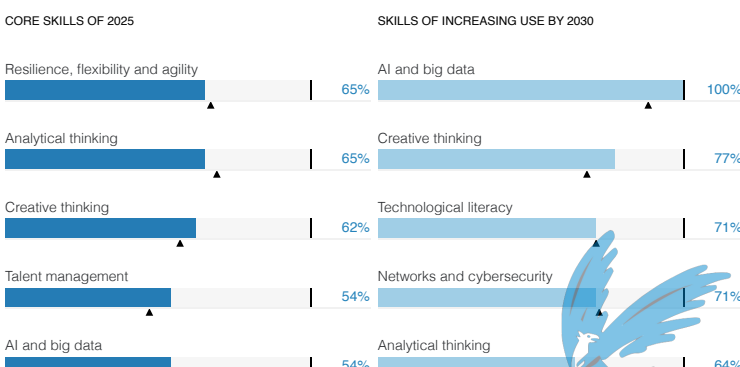 CORE SKILLS OF 2025
Resilience, flexibility and agility
65%
Analytical thinking
65%
Creative thinking
62%
Talent management
54%
AI and big data
54%
SKILLS OF INCREASING USE BY 2030
AI and big data
100%
Creative thinking
77%
Technological literacy
71%
Networks and cybersecurity
71%
Analytical thinking
64%